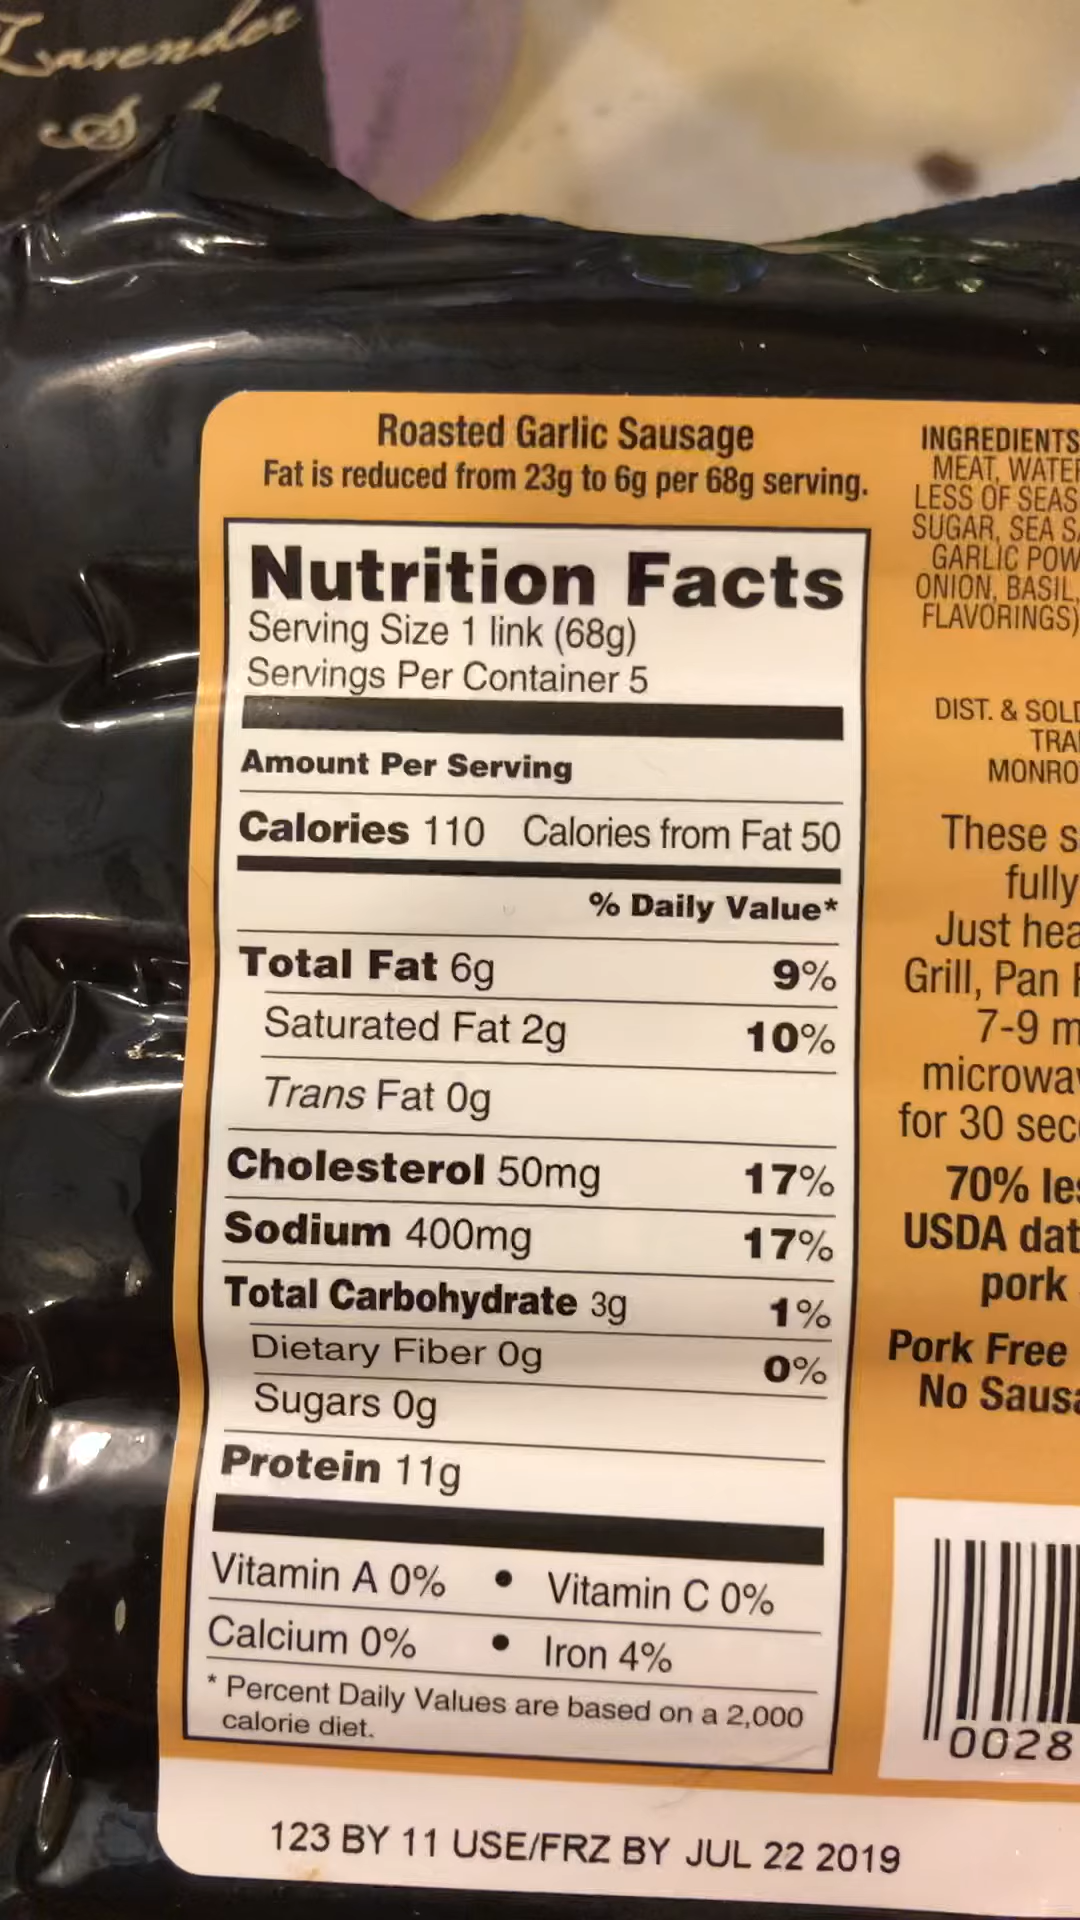 Lavender
Roasted Garlic Sausage
Fat is reduced from 23g to 6g per 68g serving.
Nutrition Facts
Serving Size 1 link (68g)
Servings Per Container 5
Amount Per Serving
Calories 110 Calories from Fat 50
% Daily Value*
Total Fat 6g 9%
Saturated Fat 2g 10%
Trans Fat 0g
Cholesterol 50mg 17%
Sodium 400mg 17%
Total Carbohydrate 3g 1%
Dietary Fiber 0g 0%
Sugars 0g
Protein 11g
Vitamin A 0% • Vitamin C 0%
Calcium 0% • Iron 4%
* Percent Daily Values are based on a 2,000
calorie diet.
123 BY 11 USE/FRZ BY JUL 22 2019
INGREDIENTS
MEAT, WATER
LESS OF SEAS
SUGAR, SEA SA
GARLIC POW
ONION, BASIL,
FLAVORINGS)
DIST. & SOLD
TRA
MONRO
These s
fully
Just hea
Grill, Pan
7-9 m
microwav
for 30 seco
70% les
USDA dat
pork
Pork Free
No Sausa
0028